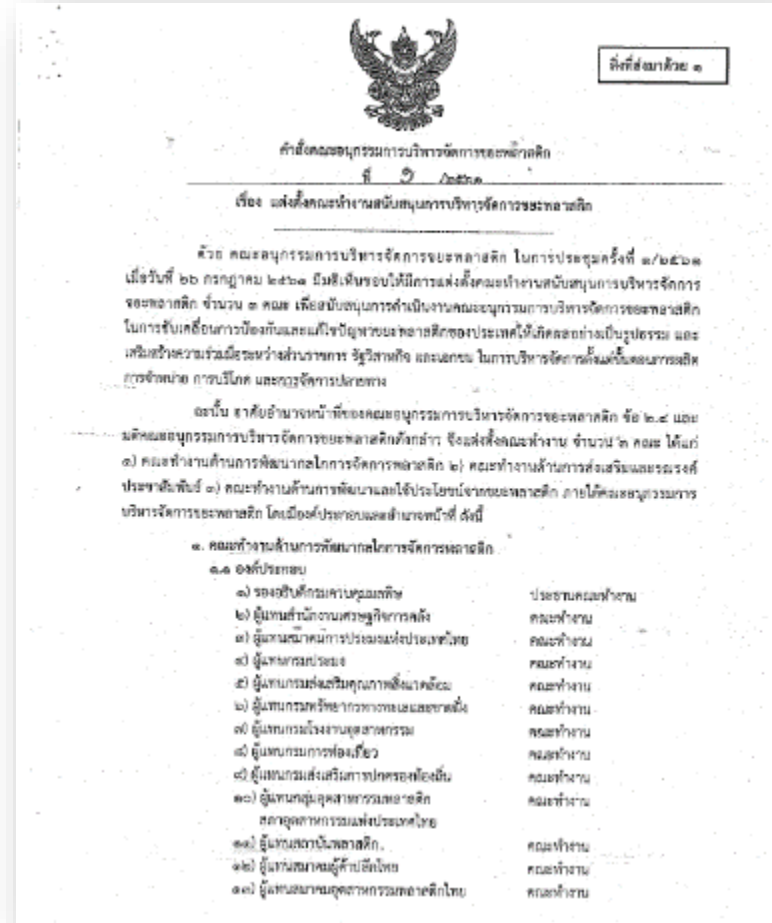 สิ่งที่ส่งมาด้วย ๑
คำสั่งคณะอนุกรรมการบริหารจัดการขยะพลาสติก
ที่ ๑ /๒๕๖๑
เรื่อง แต่งตั้งคณะทำงานสนับสนุนการบริหารจัดการขยะพลาสติก
ด้วย คณะอนุกรรมการบริหารจัดการขยะพลาสติก ในการประชุมครั้งที่ ๑/๒๕๖๑
เมื่อวันที่ ๒๖ กรกฎาคม ๒๕๖๑ มีมติเห็นชอบให้มีการแต่งตั้งคณะทำงานสนับสนุนการบริหารจัดการ
ขยะพลาสติก จำนวน ๓ คณะ เพื่อสนับสนุนการดำเนินงานคณะอนุกรรมการบริหารจัดการขยะพลาสติก
ในการขับเคลื่อนการป้องกันและแก้ไขปัญหาขยะพลาสติกของประเทศให้เกิดผลอย่างเป็นรูปธรรม และ
เสริมสร้างความร่วมมือระหว่างส่วนราชการ รัฐวิสาหกิจ และเอกชน ในการบริหารจัดการตั้งแต่ขั้นตอนการผลิต
การจำหน่าย การบริโภค และการจัดการปลายทาง
ฉะนั้น อาศัยอำนาจหน้าที่ของคณะอนุกรรมการบริหารจัดการขยะพลาสติก ข้อ ๒.๔ และ
มติคณะอนุกรรมการบริหารจัดการขยะพลาสติกดังกล่าว จึงแต่งตั้งคณะทำงาน จำนวน ๓ คณะ ได้แก่
๑) คณะทำงานด้านการพัฒนากลไกการจัดการพลาสติก ๒) คณะทำงานด้านการส่งเสริมและรณรงค์
ประชาสัมพันธ์ ๓) คณะทำงานด้านการพัฒนาและใช้ประโยชน์จากขยะพลาสติก ภายใต้คณะอนุกรรมการ
บริหารจัดการขยะพลาสติก โดยมีองค์ประกอบและอำนาจหน้าที่ ดังนี้
๑. คณะทำงานด้านการพัฒนากลไกการจัดการพลาสติก
๑.๑ องค์ประกอบ
๑) รองอธิบดีกรมควบคุมมลพิษ ประธานคณะทำงาน
๒) ผู้แทนสำนักงานเศรษฐกิจการคลัง คณะทำงาน
๓) ผู้แทนสมาคมการประมงแห่งประเทศไทย คณะทำงาน
๔) ผู้แทนกรมประมง คณะทำงาน
๕) ผู้แทนกรมส่งเสริมคุณภาพสิ่งแวดล้อม คณะทำงาน
๖) ผู้แทนกรมทรัพยากรทางทะเลและชายฝั่ง คณะทำงาน
๗) ผู้แทนกรมโรงงานอุตสาหกรรม คณะทำงาน
๘) ผู้แทนกรมการท่องเที่ยว คณะทำงาน
๙) ผู้แทนกรมส่งเสริมการปกครองท้องถิ่น คณะทำงาน
๑๐) ผู้แทนกลุ่มอุตสาหกรรมพลาสติก คณะทำงาน
สภาอุตสาหกรรมแห่งประเทศไทย
๑๑) ผู้แทนสถาบันพลาสติก คณะทำงาน
๑๒) ผู้แทนสมาคมผู้ค้าปลีกไทย คณะทำงาน
๑๓) ผู้แทนสมาคมอุตสาหกรรมพลาสติกไทย คณะทำงาน